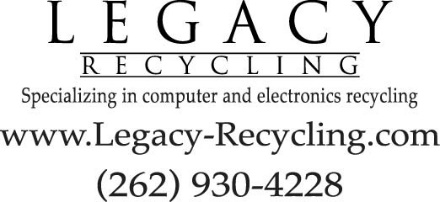 LEGACY
RECYCLING
Specializing in computer and electronics recycling
www.Legacy-Recycling.com
(262) 930-4228